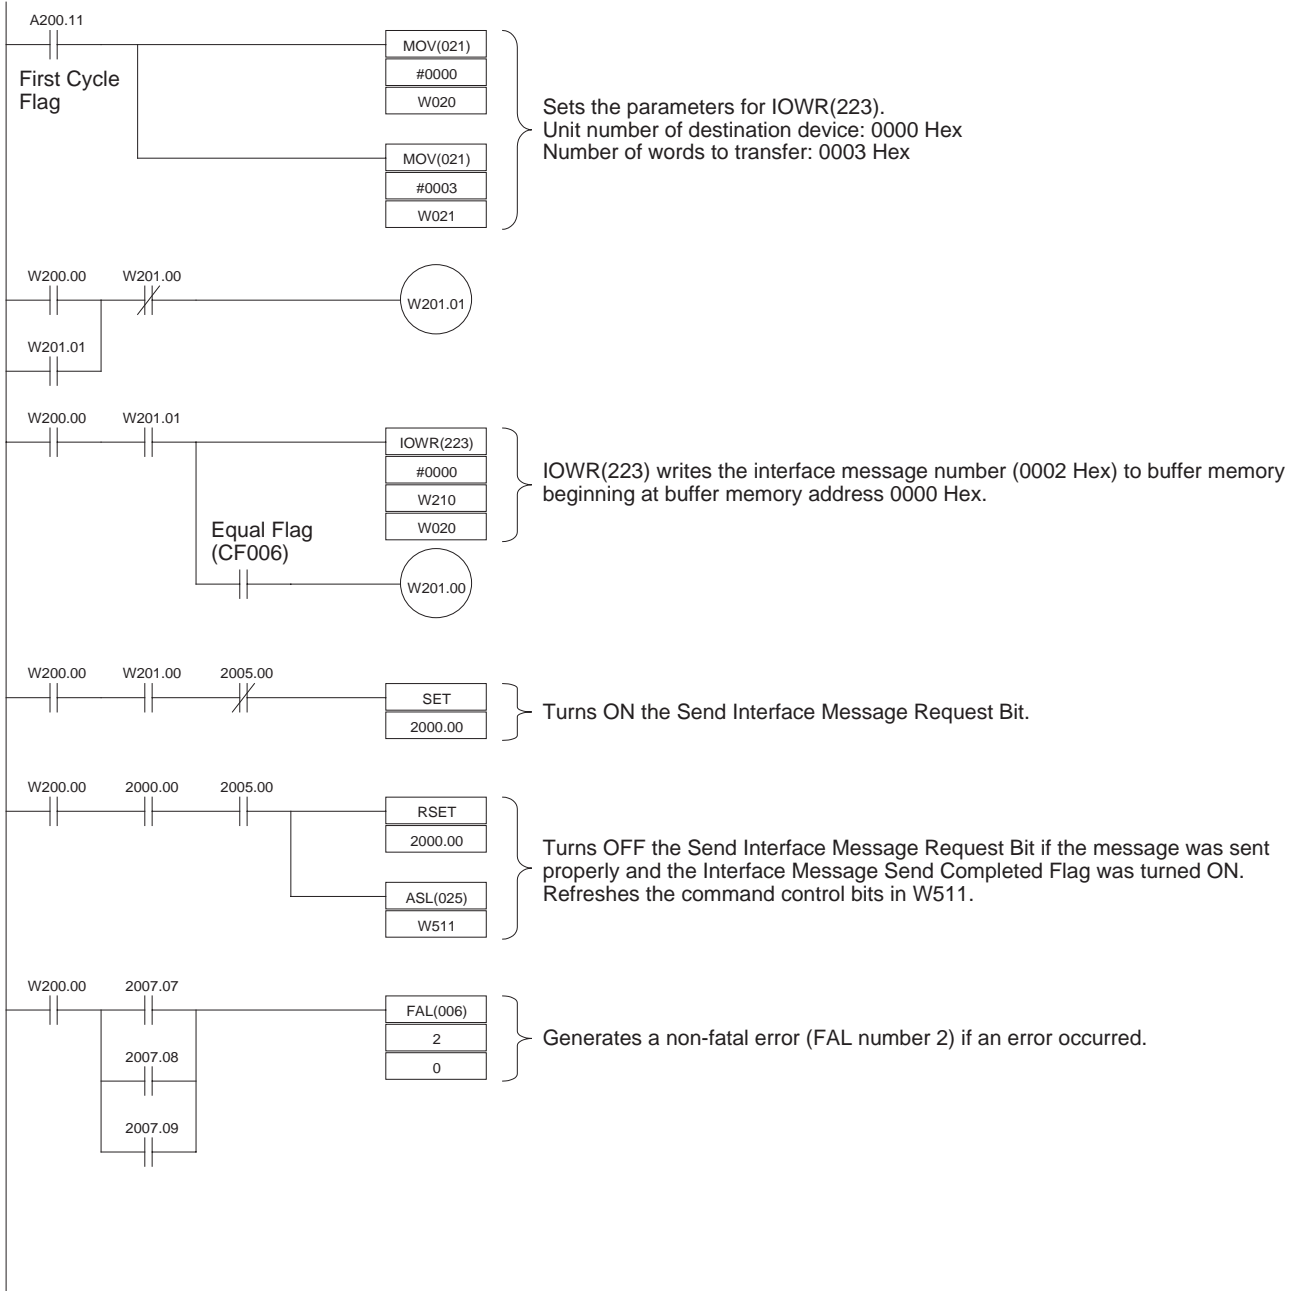 A200.11
First Cycle
Flag
MOV(021)
#0000
W020
MOV(021)
#0003
W021
Sets the parameters for IOWR(223).
Unit number of destination device: 0000 Hex
Number of words to transfer: 0003 Hex
W200.00 W201.00
W201.01
W201.01
W200.00 W201.01
IOWR(223)
#0000
W210
W020
IOWR(223) writes the interface message number (0002 Hex) to buffer memory
beginning at buffer memory address 0000 Hex.
Equal Flag
(CF006)
W201.00
W200.00 W201.00 2005.00
SET
2000.00
Turns ON the Send Interface Message Request Bit.
W200.00 2000.00 2005.00
RSET
2000.00
ASL(025)
W511
Turns OFF the Send Interface Message Request Bit if the message was sent
properly and the Interface Message Send Completed Flag was turned ON.
Refreshes the command control bits in W511.
W200.00 2007.07
2007.08
2007.09
FAL(006)
2
0
Generates a non-fatal error (FAL number 2) if an error occurred.